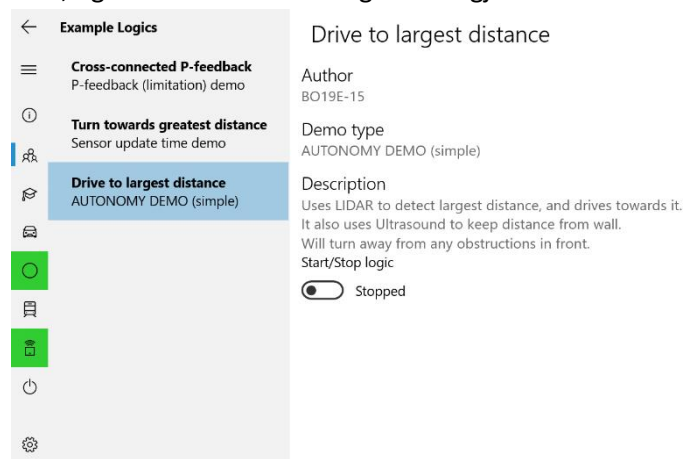 Example Logics
Cross-connected P-feedback
P-feedback (limitation) demo
Turn towards greatest distance
Sensor update time demo
Drive to largest distance
AUTONOMY DEMO (simple)
Drive to largest distance
Author
BO19E-15
Demo type
AUTONOMY DEMO (simple)
Description
Uses LIDAR to detect largest distance, and drives towards it.
It also uses Ultrasound to keep distance from wall.
Will turn away from any obstructions in front.
Start/Stop logic
Stopped